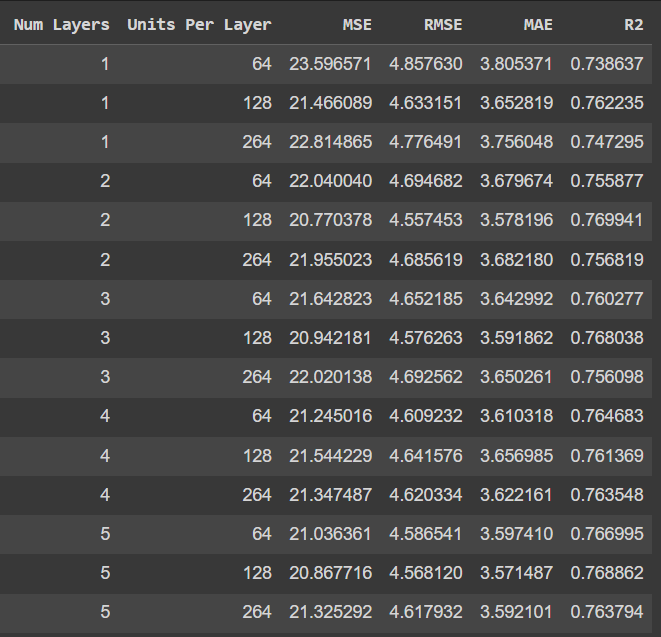 Num Layers Units Per Layer MSE RMSE MAE R2
1 64 23.596571 4.857630 3.805371 0.738637
1 128 21.466089 4.633151 3.652819 0.762235
1 264 22.814865 4.776491 3.756048 0.747295
2 64 22.040040 4.694682 3.679674 0.755877
2 128 20.770378 4.557453 3.578196 0.769941
2 264 21.955023 4.685619 3.682180 0.756819
3 64 21.642823 4.652185 3.642992 0.760277
3 128 20.942181 4.576263 3.591862 0.768038
3 264 22.020138 4.692562 3.650261 0.756098
4 64 21.245016 4.609232 3.610318 0.764683
4 128 21.544229 4.641576 3.656985 0.761369
4 264 21.347487 4.620334 3.622161 0.763548
5 64 21.036361 4.586541 3.597410 0.766995
5 128 20.867716 4.568120 3.571487 0.768862
5 264 21.325292 4.617932 3.592101 0.763794